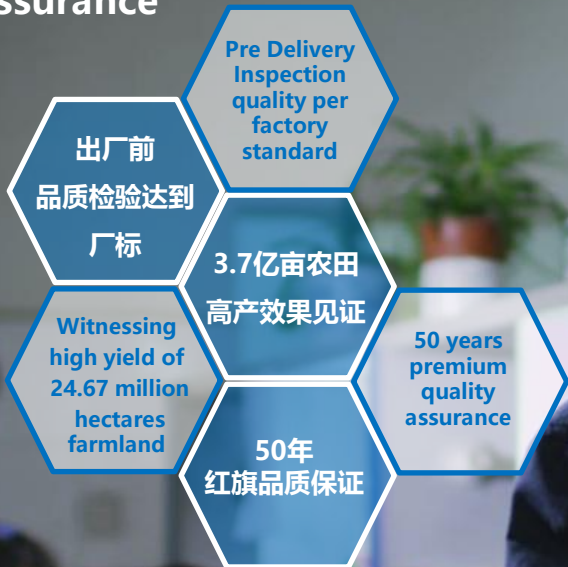 ssurance
Pre Delivery
Inspection
quality per
factory
standard
出厂前
品质检验达到
厂标
3.7亿亩农田
高产效果见证
Witnessing
high yield of
24.67 million
hectares
farmland
50 years
premium
quality
assurance
50年
红旗品质保证